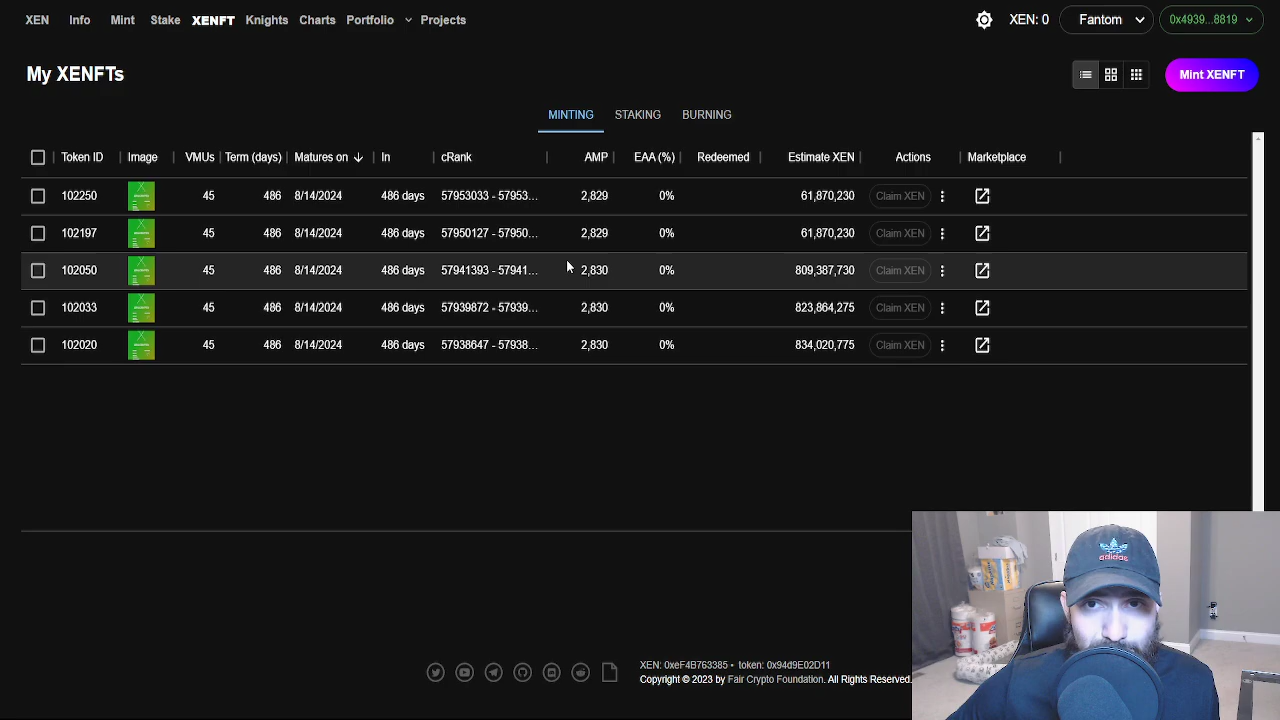 XEN Info Mint Stake XENFT Knights Charts Portfolio Projects XEN: 0 Fantom 0x4939...8819
My XENFTs Mint XENFT
MINTING STAKING BURNING
Token ID Image VMUs Term (days) Matures on In cRank AMP EAA (%) Redeemed Estimate XEN Actions Marketplace
102250 45 486 8/14/2024 486 days 57953033 - 57953... 2,829 0% 61,870,230 Claim XEN
102197 45 486 8/14/2024 486 days 57950127 - 57950... 2,829 0% 61,870,230 Claim XEN
102050 45 486 8/14/2024 486 days 57941393 - 57941... 2,830 0% 809,387,730 Claim XEN
102033 45 486 8/14/2024 486 days 57939872 - 57939... 2,830 0% 823,864,275 Claim XEN
102020 45 486 8/14/2024 486 days 57938647 - 57938... 2,830 0% 834,020,775 Claim XEN
adidas
XEN: 0xeF4B763385 • token: 0x94d9E02D11
Copyright © 2023 by Fair Crypto Foundation. All Rights Reserved.